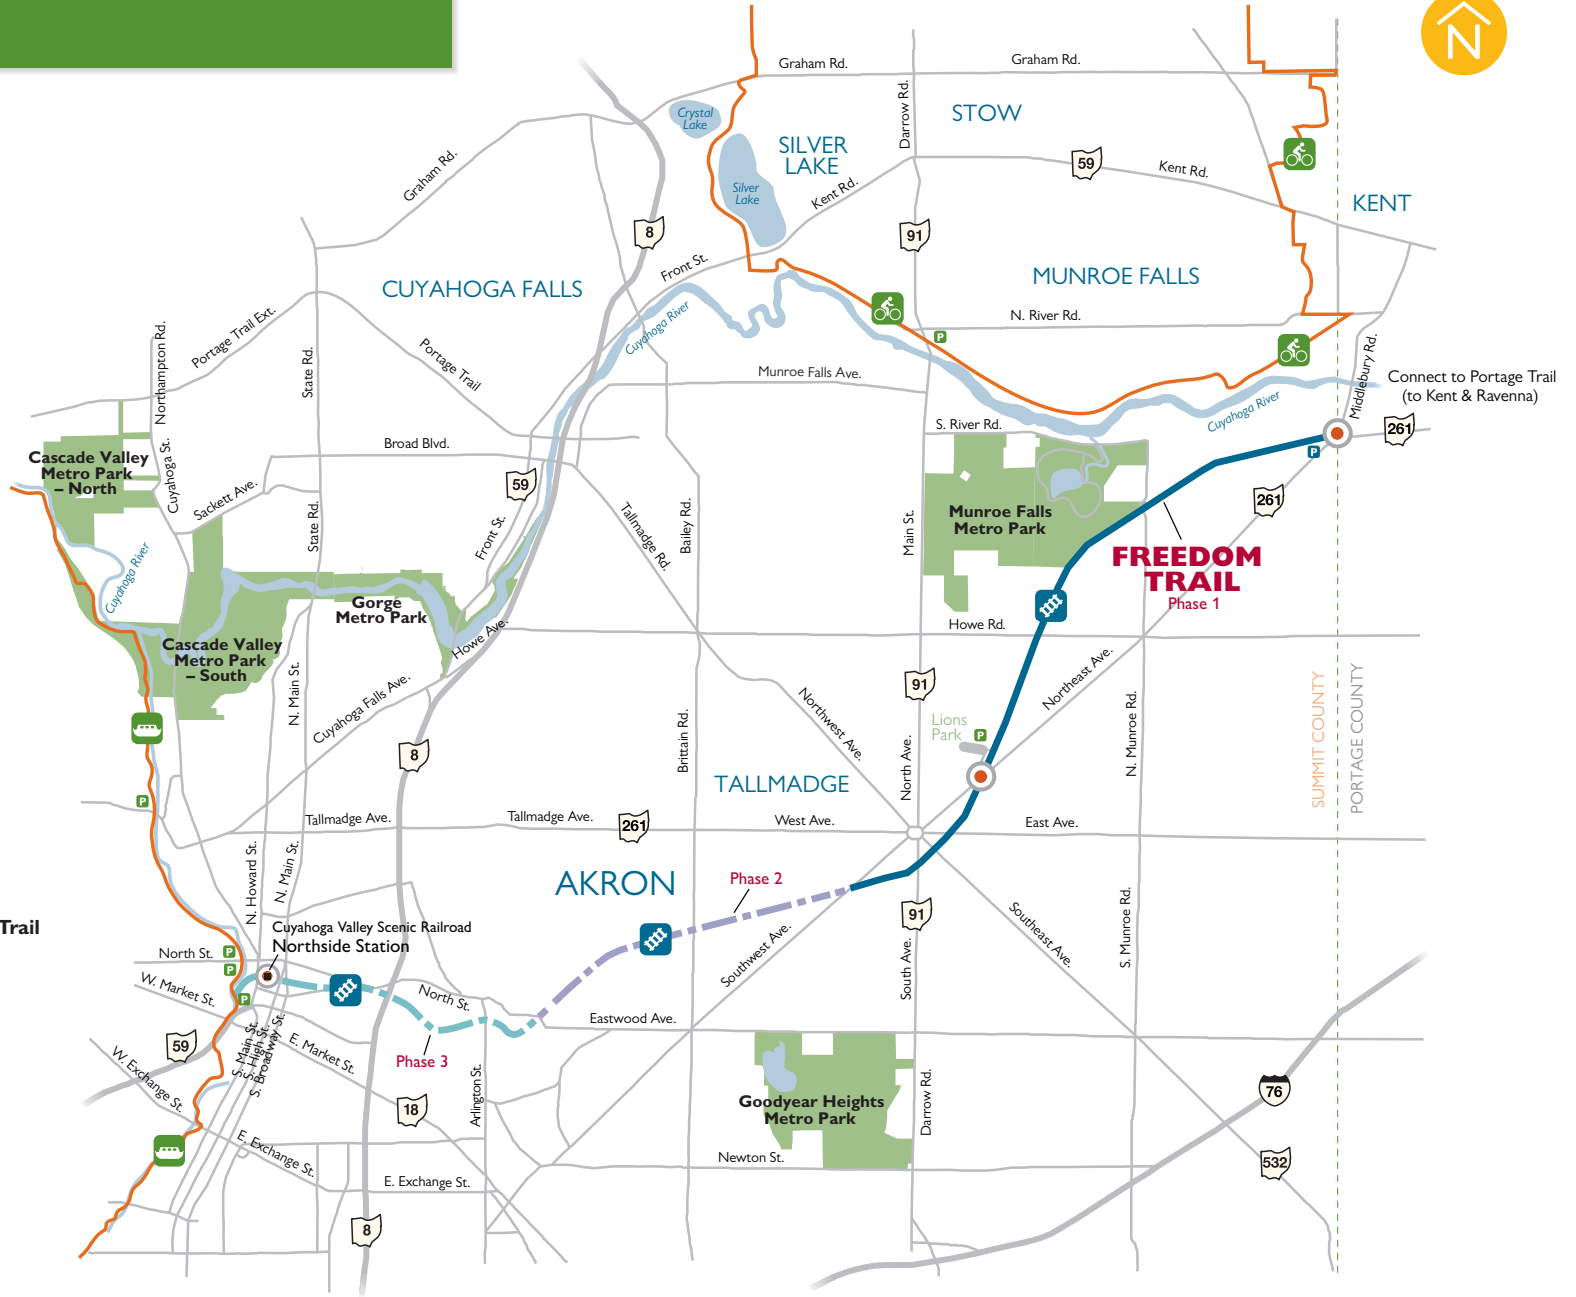 N
Graham Rd.
Graham Rd.
Crystal
Lake
Darrow Rd.
STOW
SILVER
LAKE
59
Kent Rd.
Graham Rd.
Silver
Lake
Kent Rd.
KENT
8
91
Front St.
MUNROE FALLS
CUYAHOGA FALLS
N. River Rd.
P
Cuyahoga River
Portage Trail Ext.
Northampton Rd.
State Rd.
Portage Trail
Munroe Falls Ave.
Middlebury Rd.
Connect to Portage Trail
(to Kent & Ravenna)
Cuyahoga River
S. River Rd.
261
P
Broad Blvd.
Cascade Valley
Metro Park
– North
Cuyahoga St.
Sackett Ave.
59
261
State Rd.
Front St.
Tallmadge Rd.
Bailey Rd.
Main St.
Munroe Falls
Metro Park
FREEDOM
TRAIL
Phase 1
Cuyahoga River
Gorge
Metro Park
Howe Ave.
Howe Rd.
Cascade Valley
Metro Park
– South
N. Main St.
Cuyahoga Falls Ave.
Northwest Ave.
91
Northeast Ave.
N. Munroe Rd.
SUMMIT COUNTY
PORTAGE COUNTY
Lions
Park
P
Brittain Rd.
North Ave.
8
TALLMADGE
P
Tallmadge Ave.
Tallmadge Ave.
261
West Ave.
East Ave.
N. Howard St.
N. Main St.
AKRON
Phase 2
91
Southwest Ave.
Southeast Ave.
South Ave.
S. Munroe Rd.
Trail
Cuyahoga Valley Scenic Railroad
Northside Station
North St.
P
P
W. Market St.
P
North St.
Eastwood Ave.
59
S. Main St.
S. High St.
S. Broadway St.
E. Market St.
Phase 3
W. Exchange St.
Arlington St.
18
Goodyear Heights
Metro Park
Darrow Rd.
76
E. Exchange St.
Newton St.
532
E. Exchange St.
8